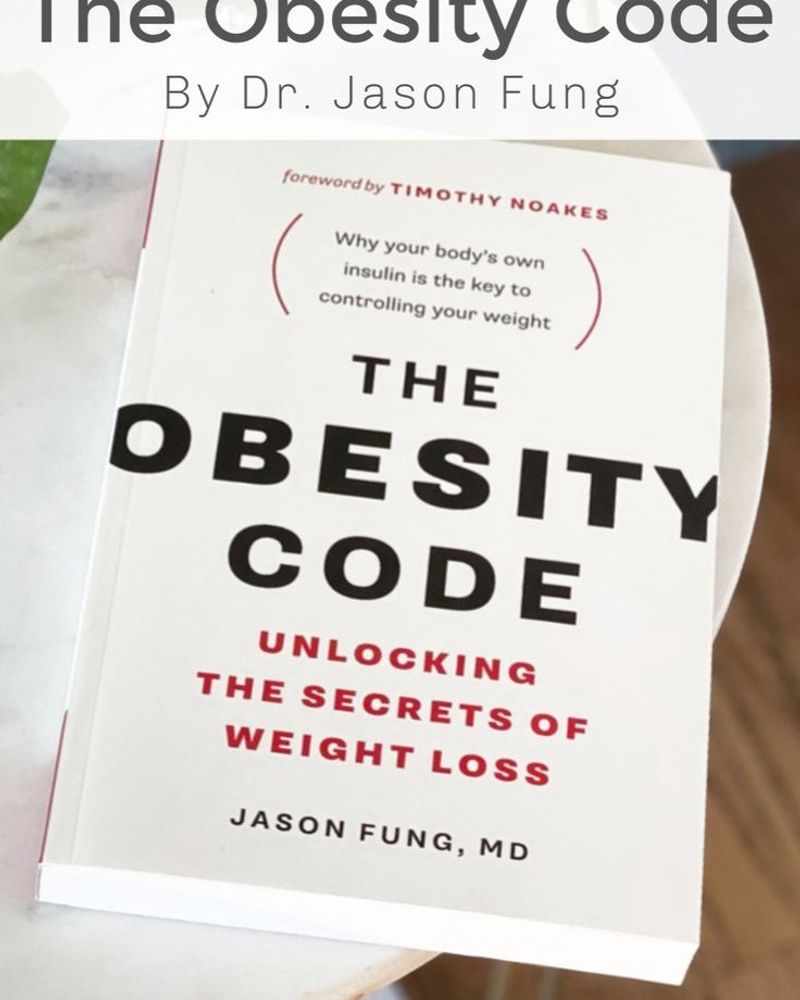 The Obesity Code
By Dr. Jason Fung
foreword by TIMOTHY NOAKES
Why your body's own
insulin is the key to
controlling your weight
THE
OBESITY
CODE
UNLOCKING
THE SECRETS OF
WEIGHT LOSS
JASON FUNG, MD